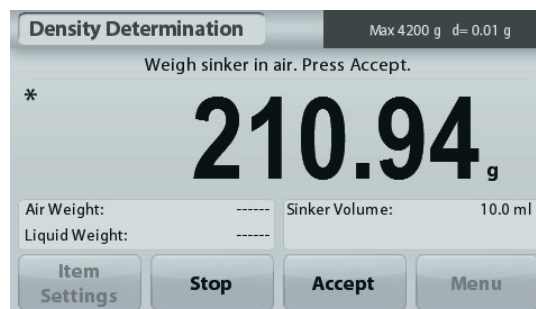 Density Determination
Max 4200 g  d= 0.01 g
Weigh sinker in air. Press Accept.
*
210.94 g
Air Weight: ------
Liquid Weight: ------
Sinker Volume: 10.0 ml
Item Settings
Stop
Accept
Menu